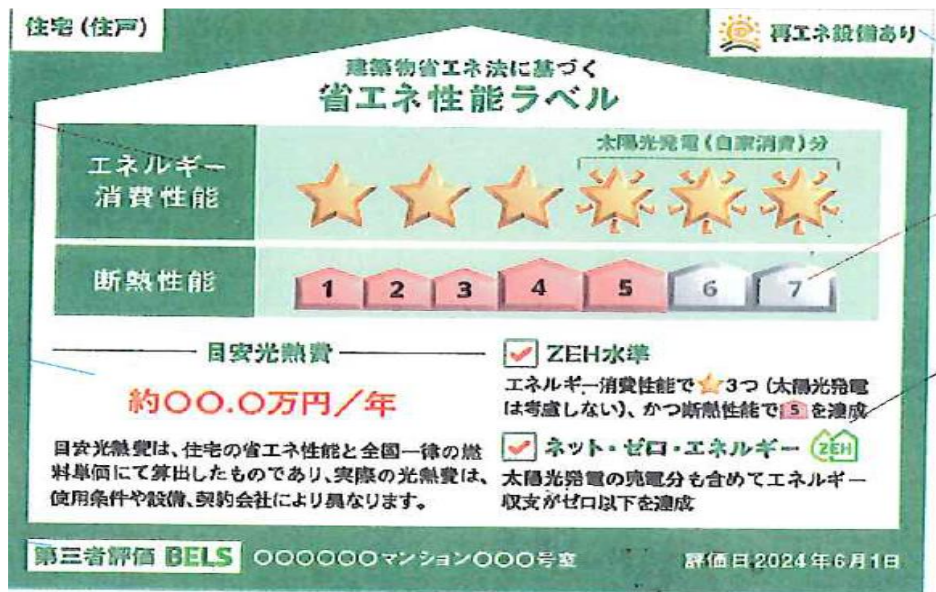 住宅(住戸)
再エネ設備あり
建築物省エネ法に基づく
省エネ性能ラベル
太陽光発電(自家消費)分
エネルギー
消費性能
断熱性能
1 2 3 4 5 6 7
目安光熱費
約〇〇.〇万円/年
目安光熱費は、住宅の省エネ性能と全国一律の燃
料単価にて算出したものであり、実際の光熱費は、
使用条件や設備、契約会社により異なります。
ZEH水準
エネルギー消費性能で3つ(太陽光発電
は考慮しない)、かつ断熱性能で5を達成
ネット・ゼロ・エネルギー ZEH
太陽光発電の売電分も含めてエネルギー
収支がゼロ以下を達成
第三者評価 BELS 〇〇〇〇〇〇マンション〇〇〇号室
評価日2024年6月1日